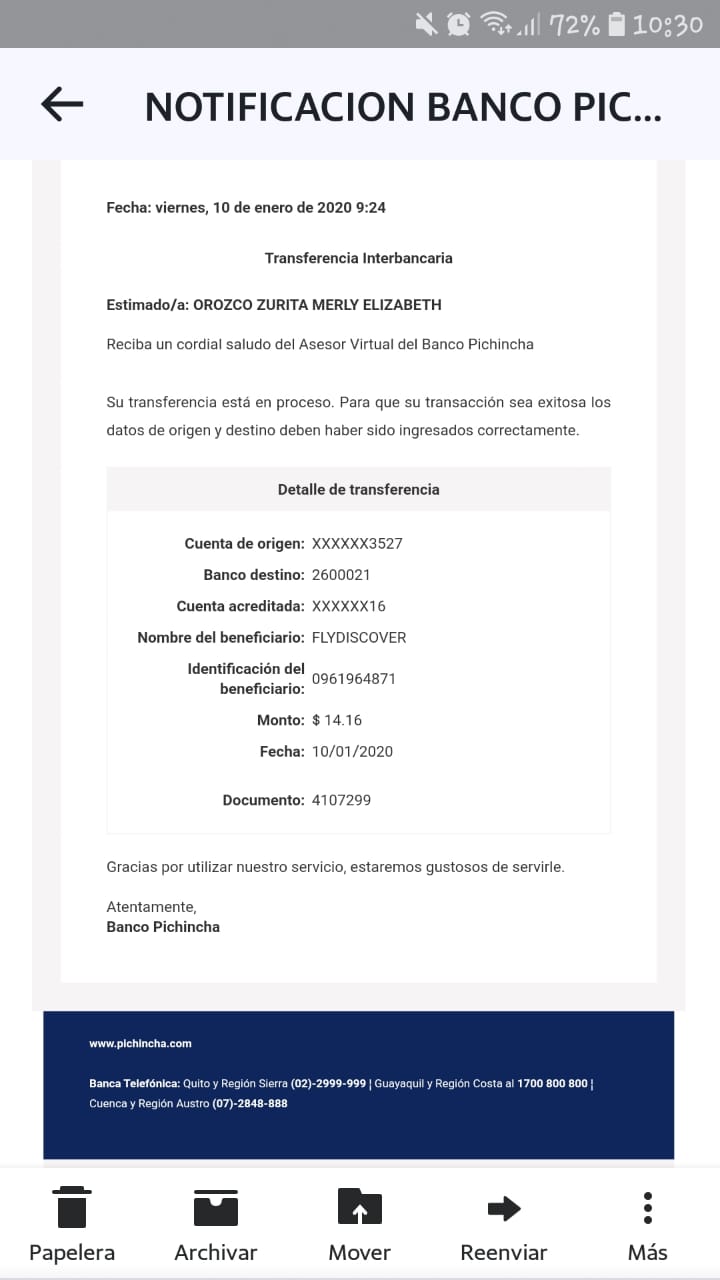 72% 10:30
NOTIFICACION BANCO PIC...
Fecha: viernes, 10 de enero de 2020 9:24
Transferencia Interbancaria
Estimado/a: OROZCO ZURITA MERLY ELIZABETH
Reciba un cordial saludo del Asesor Virtual del Banco Pichincha
Su transferencia está en proceso. Para que su transacción sea exitosa los
datos de origen y destino deben haber sido ingresados correctamente.
Detalle de transferencia
Cuenta de origen: XXXXXX3527
Banco destino: 2600021
Cuenta acreditada: XXXXXX16
Nombre del beneficiario: FLYDISCOVER
Identificación del
beneficiario: 0961964871
Monto: $ 14.16
Fecha: 10/01/2020
Documento: 4107299
Gracias por utilizar nuestro servicio, estaremos gustosos de servirle.
Atentamente,
Banco Pichincha
www.pichincha.com
Banca Telefónica: Quito y Región Sierra (02)-2999-999 | Guayaquil y Región Costa al 1700 800 800 |
Cuenca y Región Austro (07)-2848-888
Papelera Archivar Mover Reenviar Más